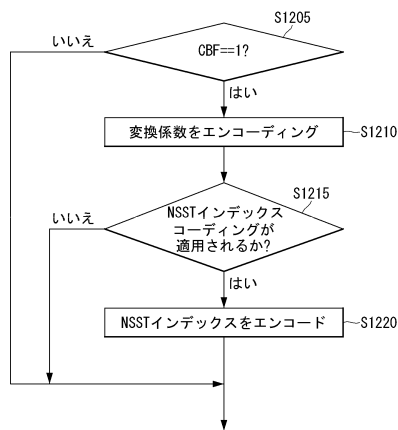 S1205
いいえ
CBF==1?
はい
変換係数をエンコーディング
S1210
S1215
いいえ
NSSTインデックス
コーディングが
適用されるか?
はい
NSSTインデックスをエンコード
S1220